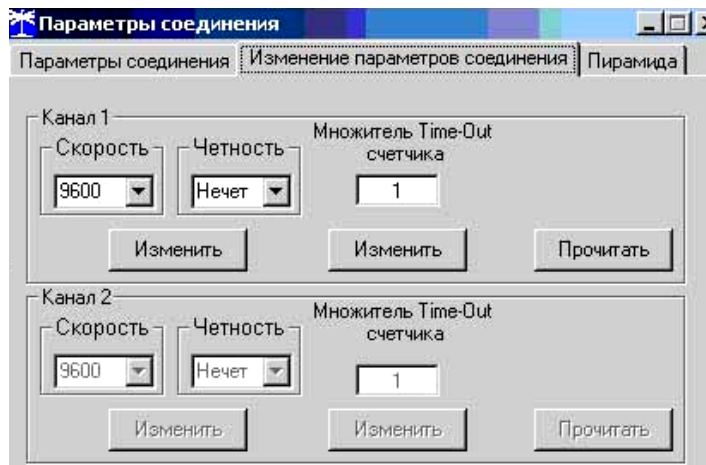 Параметры соединения
Параметры соединения Изменение параметров соединения Пирамида
Канал 1
Скорость Четность Множитель Time-Out
счетчика
9600 Нечет 1
Изменить Изменить Прочитать
Канал 2
Скорость Четность Множитель Time-Out
счетчика
9600 Нечет 1
Изменить Изменить Прочитать